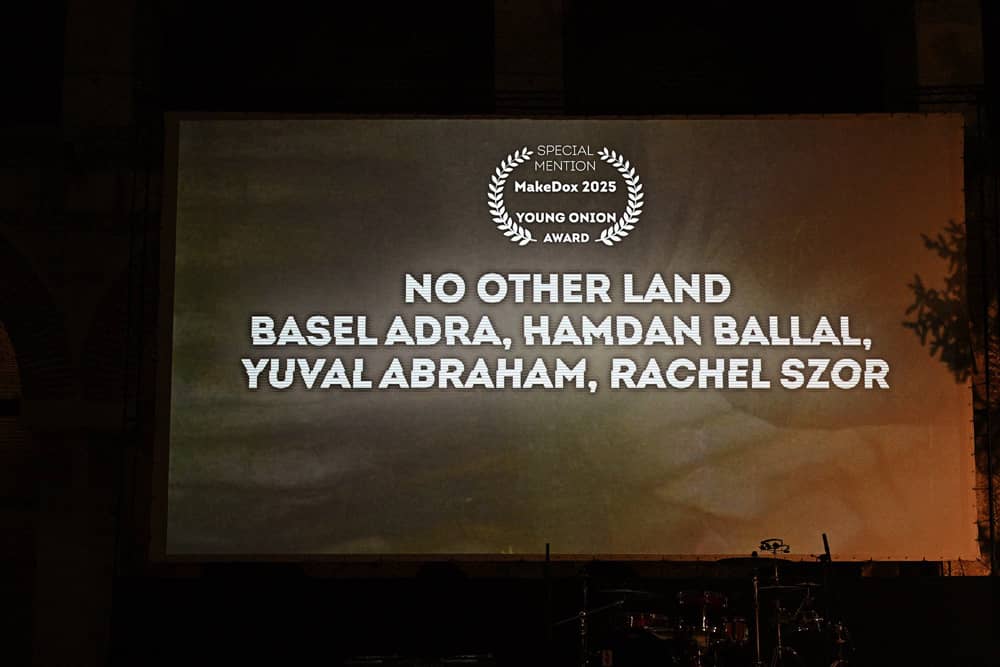 SPECIAL
MENTION
MakeDox 2025
YOUNG ONION
AWARD
NO OTHER LAND
BASEL ADRA, HAMDAN BALLAL,
YUVAL ABRAHAM, RACHEL SZOR